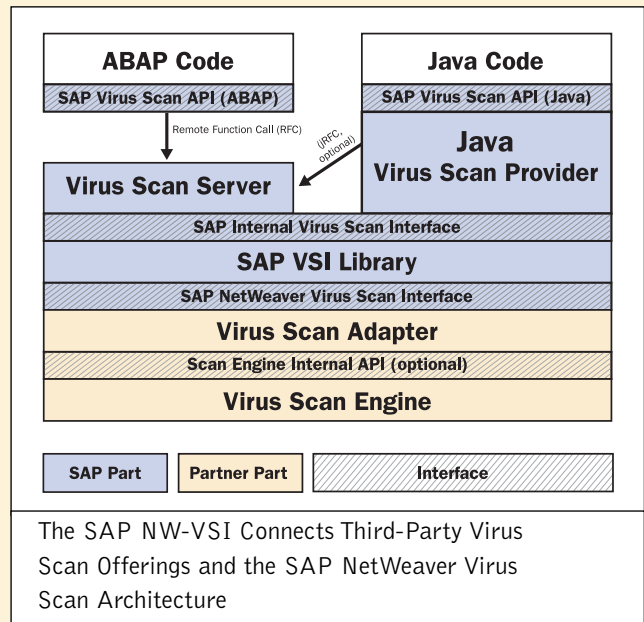 ABAP Code
SAP Virus Scan API (ABAP)
Remote Function Call (RFC)
Java Code
SAP Virus Scan API (Java)
(jRFC,
optional)
Java
Virus Scan Provider
Virus Scan Server
SAP Internal Virus Scan Interface
SAP VSI Library
SAP NetWeaver Virus Scan Interface
Virus Scan Adapter
Scan Engine Internal API (optional)
Virus Scan Engine
SAP Part
Partner Part
Interface
The SAP NW-VSI Connects Third-Party Virus
Scan Offerings and the SAP NetWeaver Virus
Scan Architecture